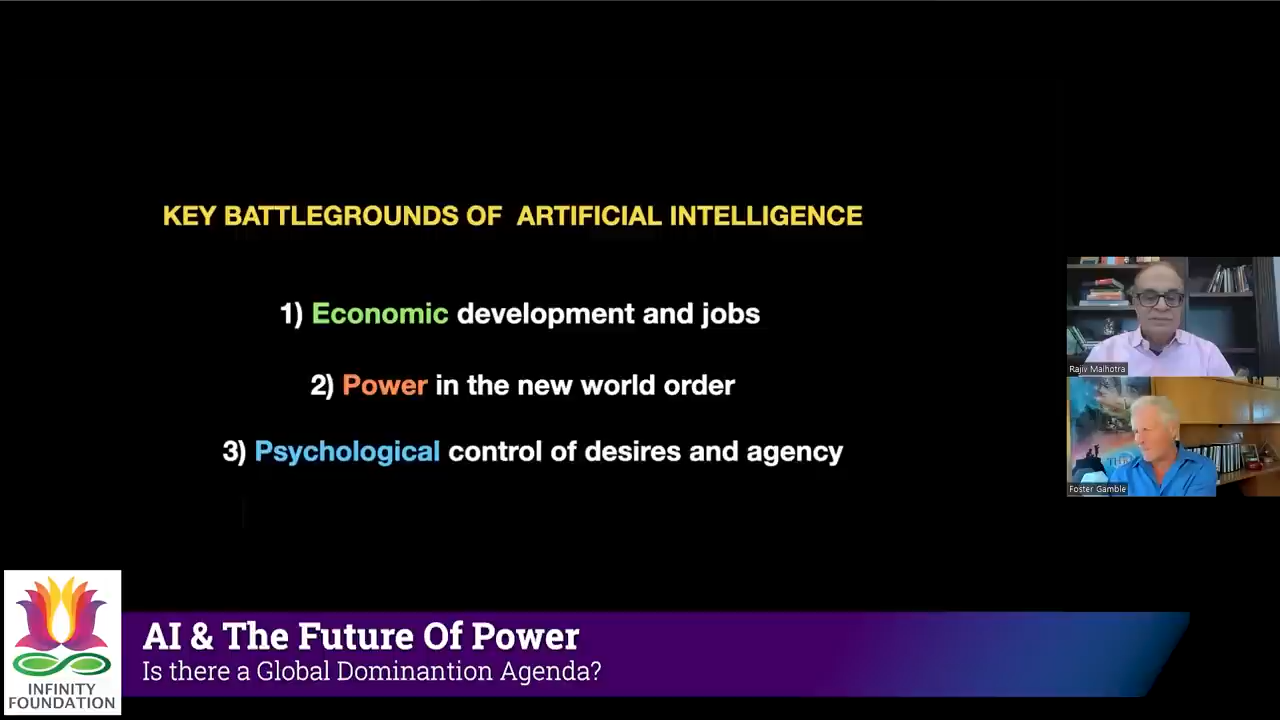 KEY BATTLEGROUNDS OF ARTIFICIAL INTELLIGENCE
1) Economic development and jobs
2) Power in the new world order
3) Psychological control of desires and agency
Rajiv Malhotra
Foster Gamble
AI & The Future Of Power
Is there a Global Dominantion Agenda?
INFINITY
FOUNDATION